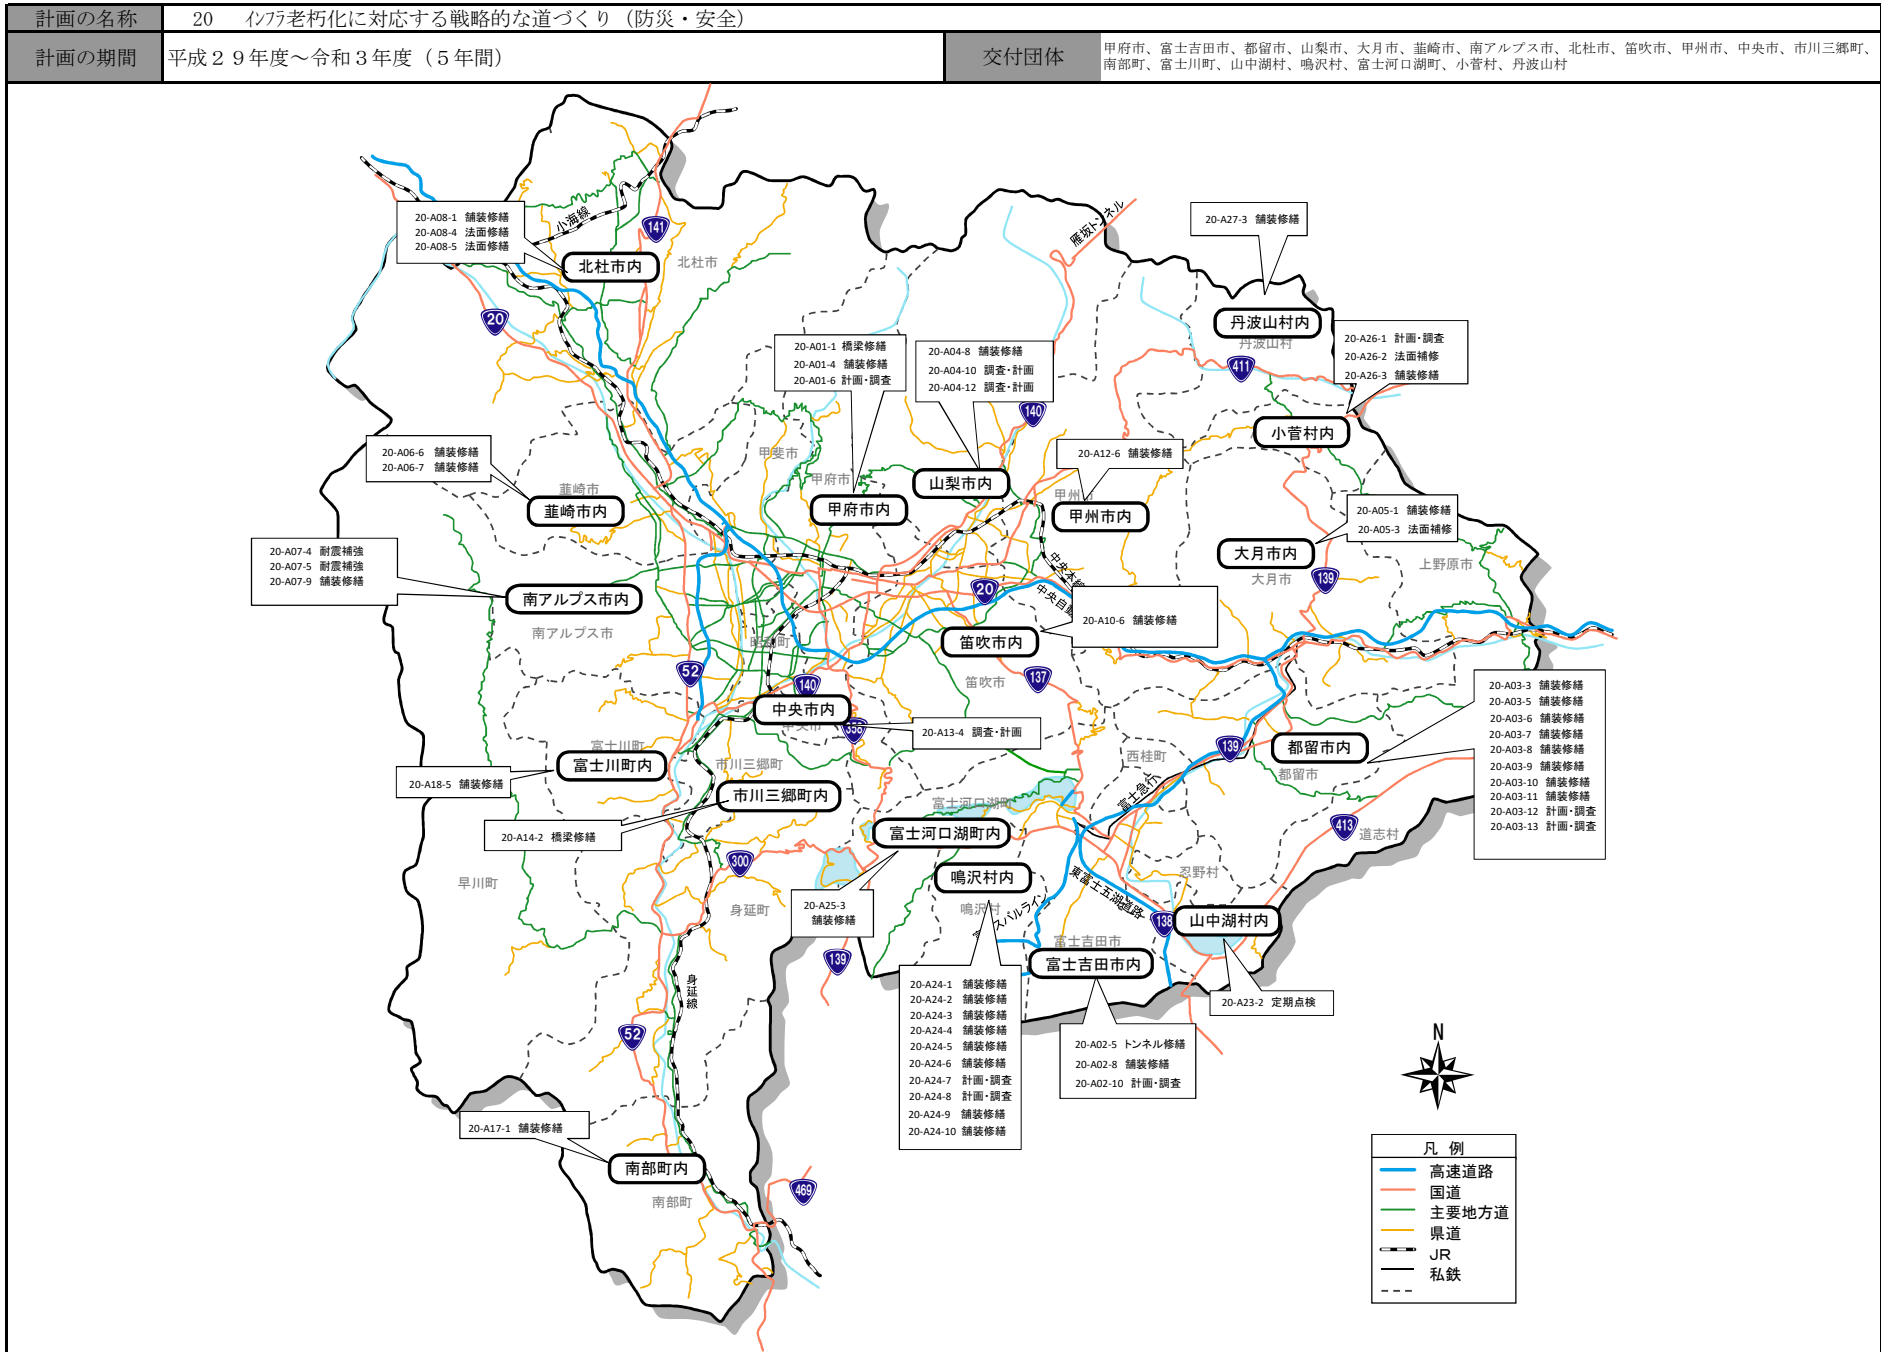 計画の名称
20 インフラ老朽化に対応する戦略的な道づくり（防災・安全）
計画の期間
平成２９年度～令和３年度（５年間）
交付団体
甲府市、富士吉田市、都留市、山梨市、大月市、韮崎市、南アルプス市、北杜市、笛吹市、甲州市、中央市、市川三郷町、
南部町、富士川町、山中湖村、鳴沢村、富士河口湖町、小菅村、丹波山村
20-A08-1 舗装修繕
20-A08-4 法面修繕
20-A08-5 法面修繕
小海線
141
北杜市内
北杜市
20
雁坂トンネル
20-A27-3 舗装修繕
丹波山村内
丹波山村
411
20-A26-1 計画・調査
20-A26-2 法面補修
20-A26-3 舗装修繕
小菅村内
20-A01-1 橋梁修繕
20-A01-4 舗装修繕
20-A01-6 計画・調査
20-A04-8 舗装修繕
20-A04-10 調査・計画
20-A04-12 調査・計画
140
20-A12-6 舗装修繕
20-A06-6 舗装修繕
20-A06-7 舗装修繕
韮崎市
韮崎市内
甲斐市
甲府市
甲府市内
山梨市内
甲州市
甲州市内
20-A05-1 舗装修繕
20-A05-3 法面補修
大月市内
大月市
139
上野原市
20-A07-4 耐震補強
20-A07-5 耐震補強
20-A07-9 舗装修繕
南アルプス市内
南アルプス市
中央本線
中央自動
20
20-A10-6 舗装修繕
笛吹市内
笛吹市
137
昭和町
52
140
中央市内
中央市
358
20-A13-4 調査・計画
20-A03-3 舗装修繕
20-A03-5 舗装修繕
20-A03-6 舗装修繕
20-A03-7 舗装修繕
20-A03-8 舗装修繕
20-A03-9 舗装修繕
20-A03-10 舗装修繕
20-A03-11 舗装修繕
20-A03-12 計画・調査
20-A03-13 計画・調査
都留市内
都留市
139
西桂町
富士急行
富士川町
富士川町内
20-A18-5 舗装修繕
市川三郷町
市川三郷町内
20-A14-2 橋梁修繕
富士河口湖町
富士河口湖町内
413
道志村
忍野村
300
早川町
身延町
20-A25-3
舗装修繕
鳴沢村内
鳴沢村
スバルライン
東富士五湖道路
138
山中湖村内
富士吉田市
富士吉田市内
139
身延線
20-A24-1 舗装修繕
20-A24-2 舗装修繕
20-A24-3 舗装修繕
20-A24-4 舗装修繕
20-A24-5 舗装修繕
20-A24-6 舗装修繕
20-A24-7 計画・調査
20-A24-8 計画・調査
20-A24-9 舗装修繕
20-A24-10 舗装修繕
20-A23-2 定期点検
20-A02-5 トンネル修繕
20-A02-8 舗装修繕
20-A02-10 計画・調査
52
N
20-A17-1 舗装修繕
南部町内
南部町
469
凡 例
高速道路
国道
主要地方道
県道
JR
私鉄